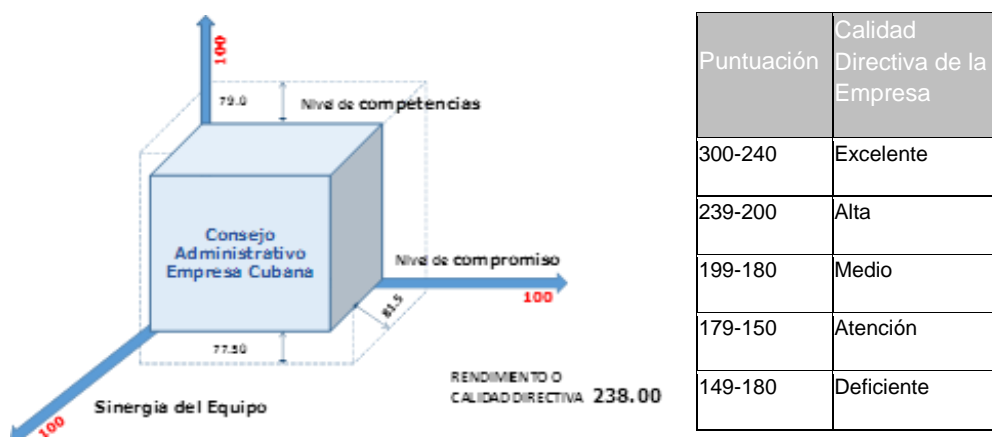 100
79.0
Nivel de competencias
Consejo
Administrativo
Empresa Cubana
Nivel de compromiso
100
81.5
77.50
RENDIMIENTO O
CALIDAD DIRECTIVA 238.00
Sinergia del Equipo
100
Puntuación
Calidad
Directiva de la
Empresa
300-240 Excelente
239-200 Alta
199-180 Medio
179-150 Atención
149-180 Deficiente